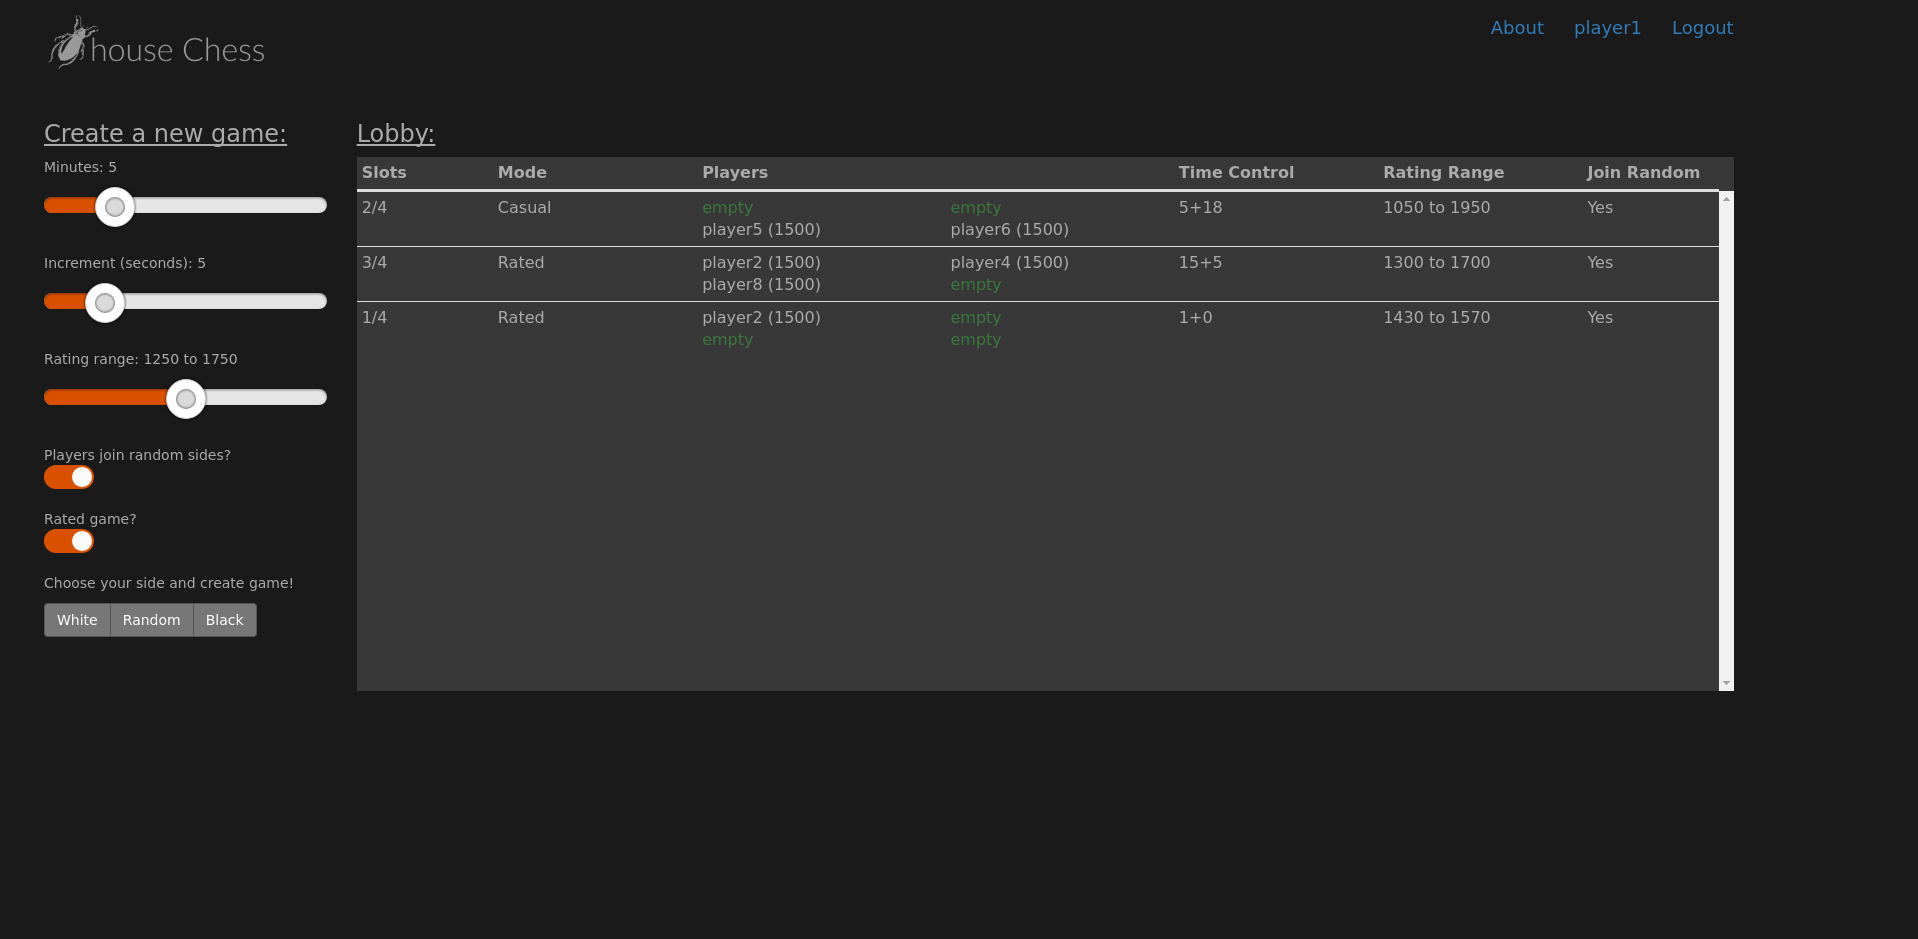 house Chess
About player1 Logout
Create a new game:
Minutes: 5
Increment (seconds): 5
Rating range: 1250 to 1750
Players join random sides?
Rated game?
Choose your side and create game!
White Random Black
Lobby:
Slots Mode Players Time Control Rating Range Join Random
2/4 Casual empty empty 5+18 1050 to 1950 Yes
player5 (1500) player6 (1500)
3/4 Rated player2 (1500) player4 (1500) 15+5 1300 to 1700 Yes
player8 (1500) empty
1/4 Rated player2 (1500) empty 1+0 1430 to 1570 Yes
empty empty